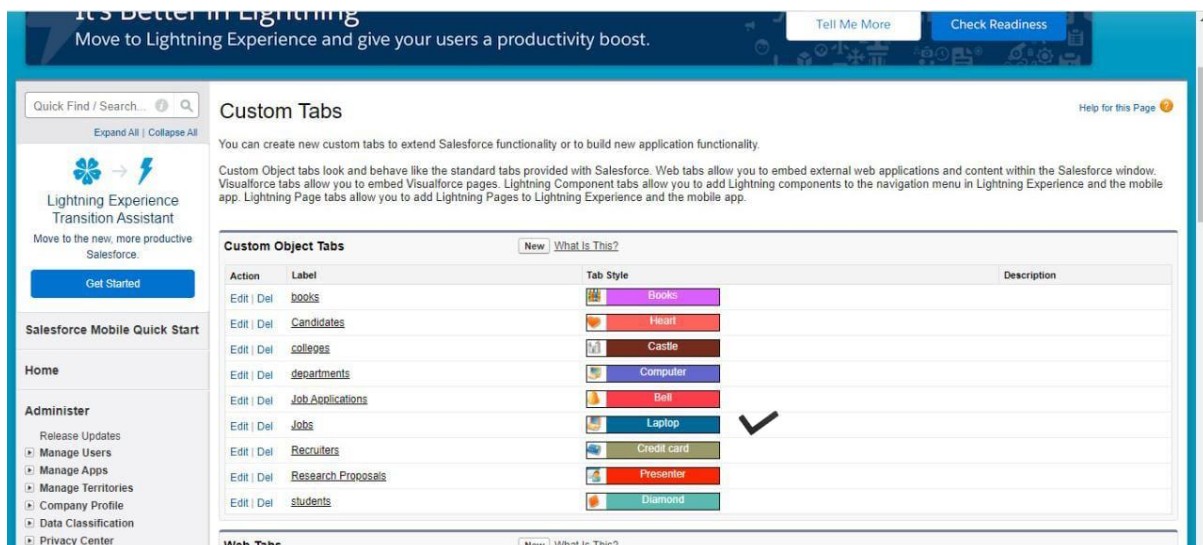 It's Better in Lightning
Move to Lightning Experience and give your users a productivity boost.
Tell Me More
Check Readiness
Quick Find / Search...
Expand All | Collapse All
Lightning Experience
Transition Assistant
Move to the new, more productive
Salesforce.
Get Started
Salesforce Mobile Quick Start
Home
Administer
Release Updates
Manage Users
Manage Apps
Manage Territories
Company Profile
Data Classification
Privacy Center
Custom Tabs
Help for this Page
You can create new custom tabs to extend Salesforce functionality or to build new application functionality.
Custom Object tabs look and behave like the standard tabs provided with Salesforce. Web tabs allow you to embed external web applications and content within the Salesforce window.
Visualforce tabs allow you to embed Visualforce pages. Lightning Component tabs allow you to add Lightning components to the navigation menu in Lightning Experience and the mobile
app. Lightning Page tabs allow you to add Lightning Pages to Lightning Experience and the mobile app.
Custom Object Tabs New What Is This?
Action Label Tab Style Description
Edit | Del books Books
Edit | Del Candidates Heart
Edit | Del colleges Castle
Edit | Del departments Computer
Edit | Del Job Applications Bell
Edit | Del Jobs Laptop
Edit | Del Recruiters Credit card
Edit | Del Research Proposals Presenter
Edit | Del students Diamond
Web Tabs New What Is This?